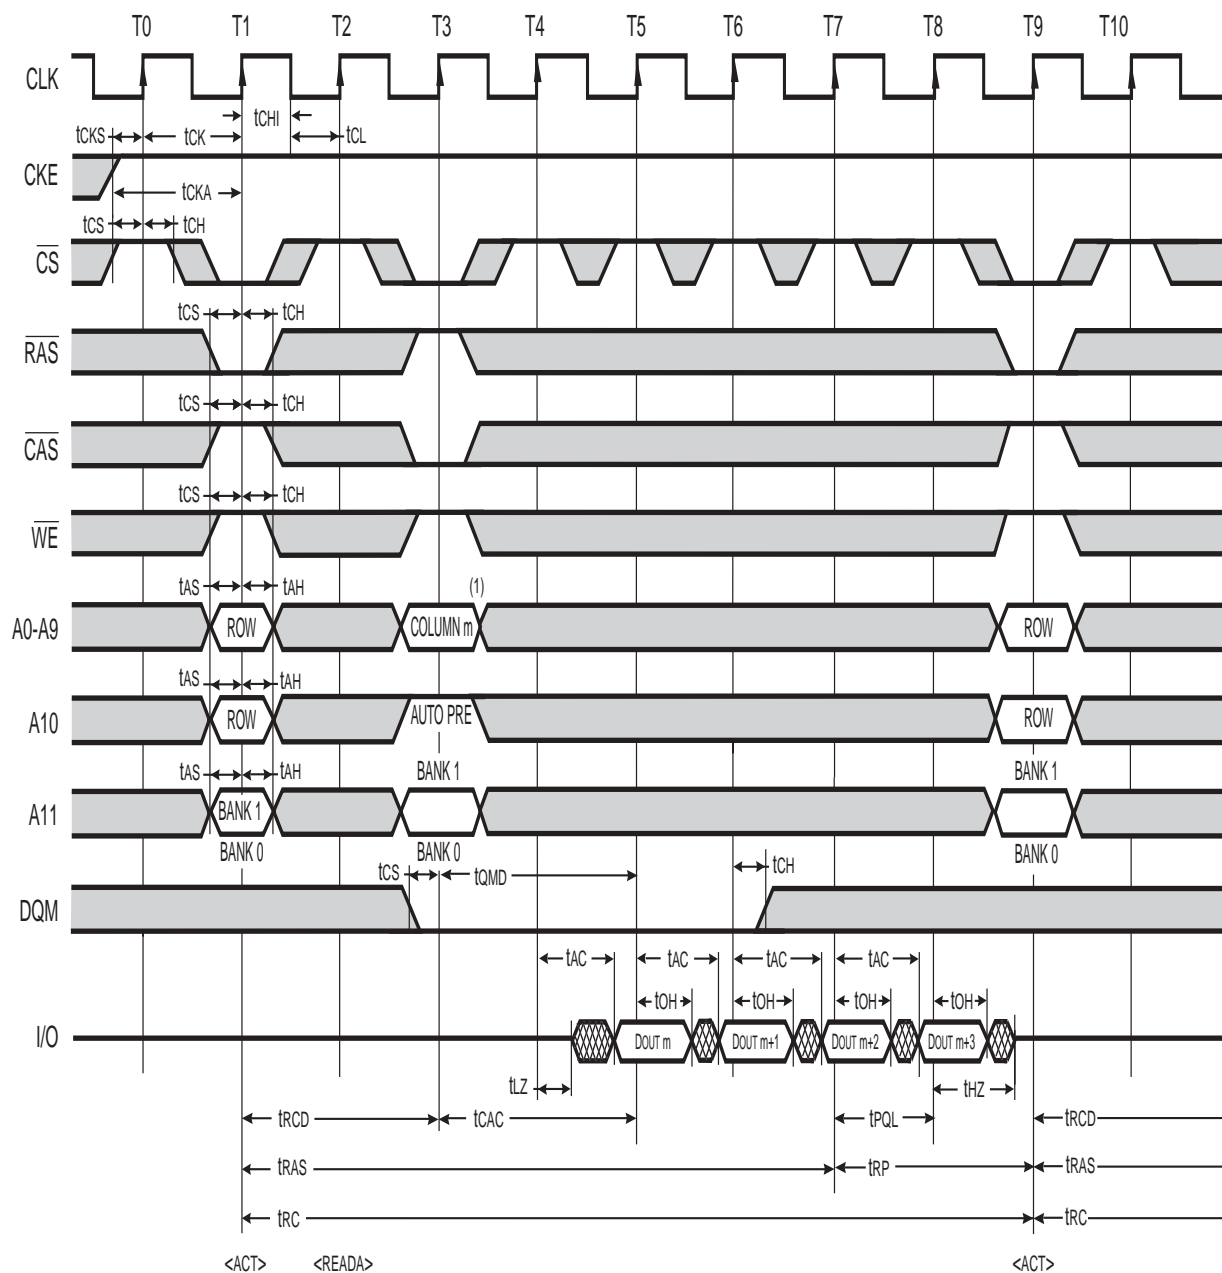 T0 T1 T2 T3 T4 T5 T6 T7 T8 T9 T10
CLK
tCHI
tCKS tCK tCL
CKE
tCKA
tCS tCH
CS
tCS tCH
RAS
tCS tCH
CAS
tCS tCH
WE
tAS tAH (1)
A0-A9 ROW COLUMN m ROW
tAS tAH
A10 ROW AUTO PRE ROW
tAS tAH BANK 1 BANK 1
A11 BANK 1
BANK 0 BANK 0 BANK 0
tCS tQMD tCH
DQM
tAC tAC tAC tAC
tOH tOH tOH tOH
I/O DOUT m DOUT m+1 DOUT m+2 DOUT m+3
tLZ tHZ
tRCD tCAC tPQL tRCD
tRAS tRP tRAS
tRC tRC
<ACT> <READA> <ACT>